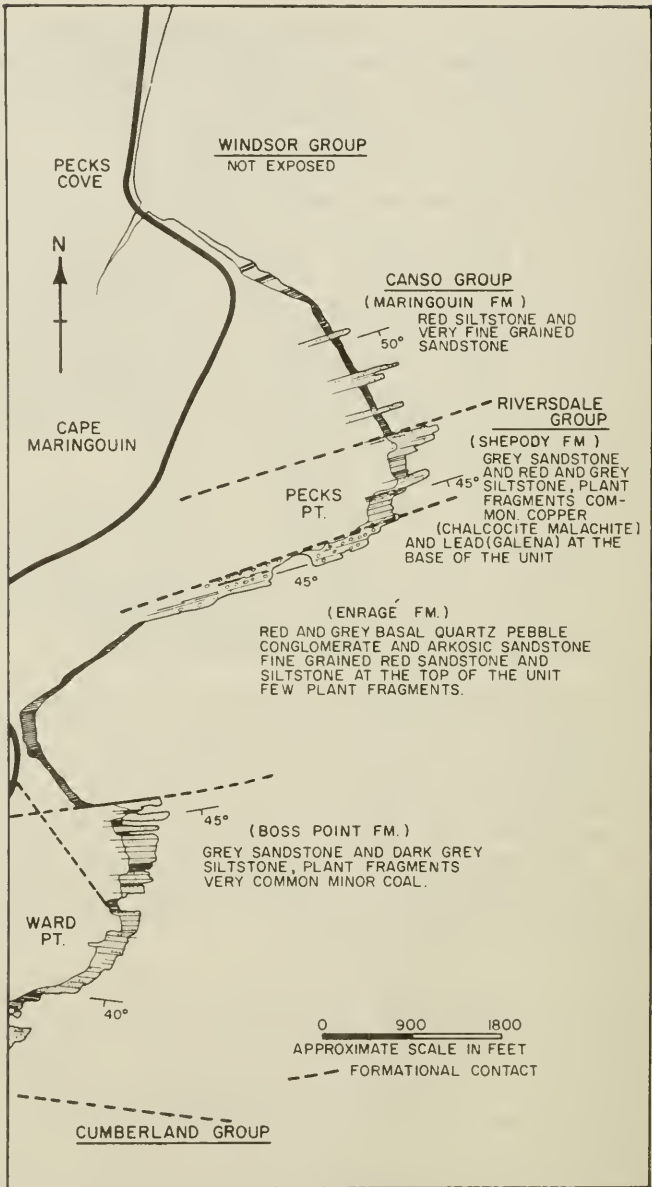 WINDSOR GROUP
NOT EXPOSED
PECKS
COVE
N
CANSO GROUP
(MARINGOUIN FM)
RED SILTSTONE AND
VERY FINE GRAINED
SANDSTONE
50°
CAPE
MARINGOUIN
RIVERSDALE
GROUP
(SHEPODY FM)
GREY SANDSTONE
AND RED AND GREY
SILTSTONE, PLANT
FRAGMENTS COM-
MON. COPPER
(CHALCOCITE MALACHITE)
AND LEAD (GALENA) AT THE
BASE OF THE UNIT
45°
PECKS
PT.
45°
(ENRAGÉ FM.)
RED AND GREY BASAL QUARTZ PEBBLE
CONGLOMERATE AND ARKOSIC SANDSTONE
FINE GRAINED RED SANDSTONE AND
SILTSTONE AT THE TOP OF THE UNIT
FEW PLANT FRAGMENTS.
45°
(BOSS POINT FM.)
GREY SANDSTONE AND DARK GREY
SILTSTONE, PLANT FRAGMENTS
VERY COMMON MINOR COAL.
WARD
PT.
40°
0 900 1800
APPROXIMATE SCALE IN FEET
FORMATIONAL CONTACT
CUMBERLAND GROUP